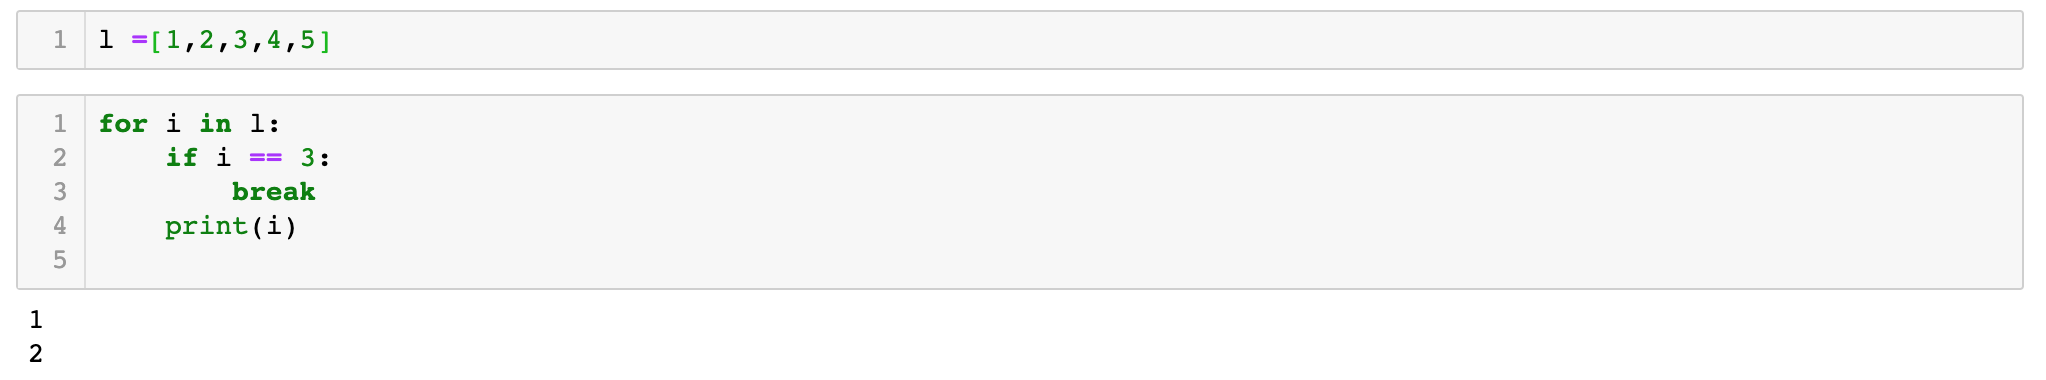 1 l =[1,2,3,4,5]
1 for i in l:
2     if i == 3:
3         break
4     print(i)
5
1
2